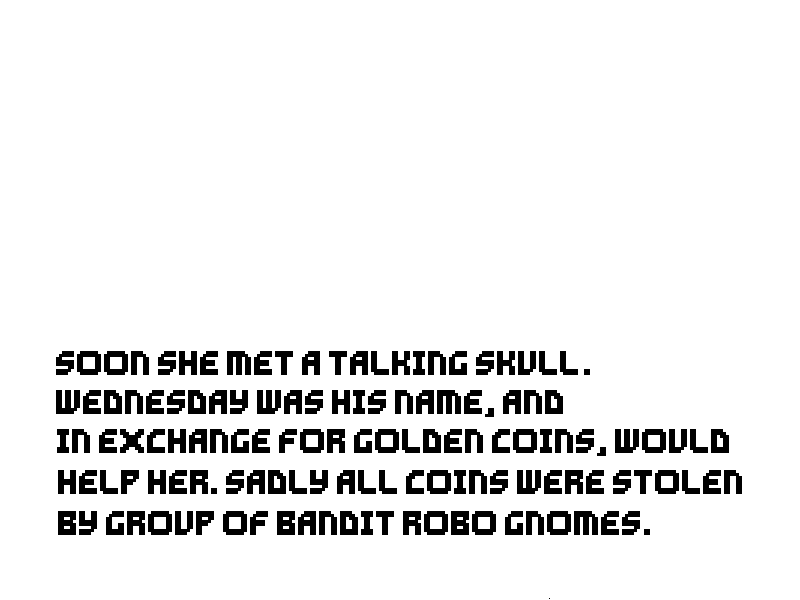 SOON SHE MET A TALKING SKULL.
WEDNESDAY WAS HIS NAME, AND
IN EXCHANGE FOR GOLDEN COINS, WOULD
HELP HER. SADLY ALL COINS WERE STOLEN
BY GROUP OF BANDIT ROBO GNOMES.